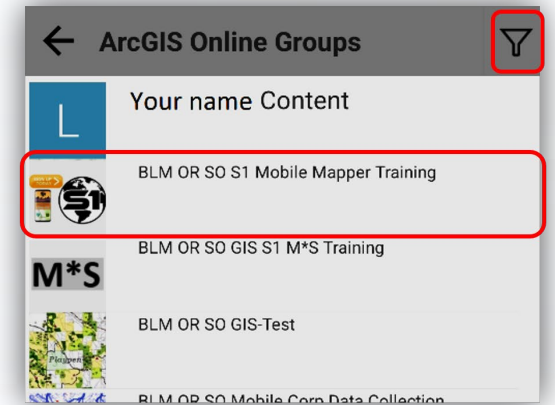 ArcGIS Online Groups
L
Your name Content
BLM OR SO S1 Mobile Mapper Training
S1
BLM OR SO GIS S1 M*S Training
M*S
BLM OR SO GIS-Test
Playpen
BLM OR SO Mobile Corp Data Collection